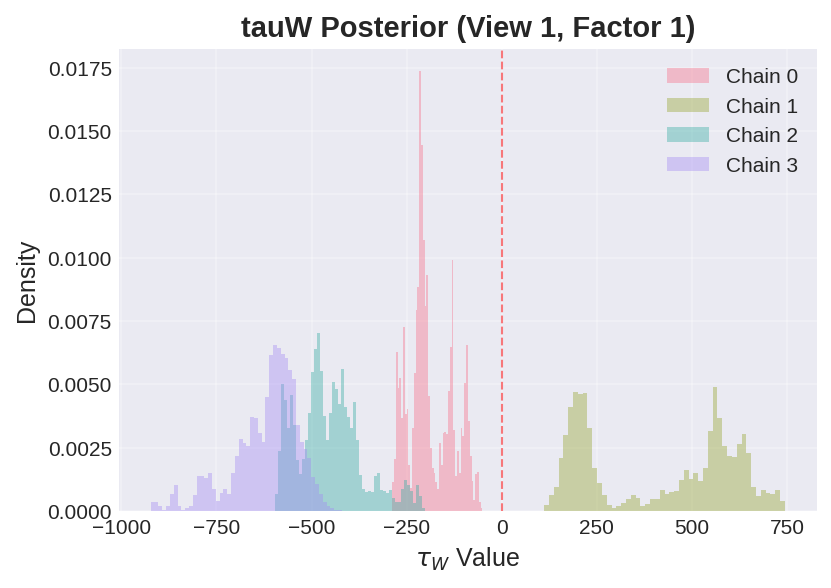 tauW Posterior (View 1, Factor 1)
Chain 0
Chain 1
Chain 2
Chain 3
0.0175
0.0150
0.0125
0.0100
0.0075
0.0050
0.0025
0.0000
Density
−1000 −750 −500 −250 0 250 500 750
τW Value